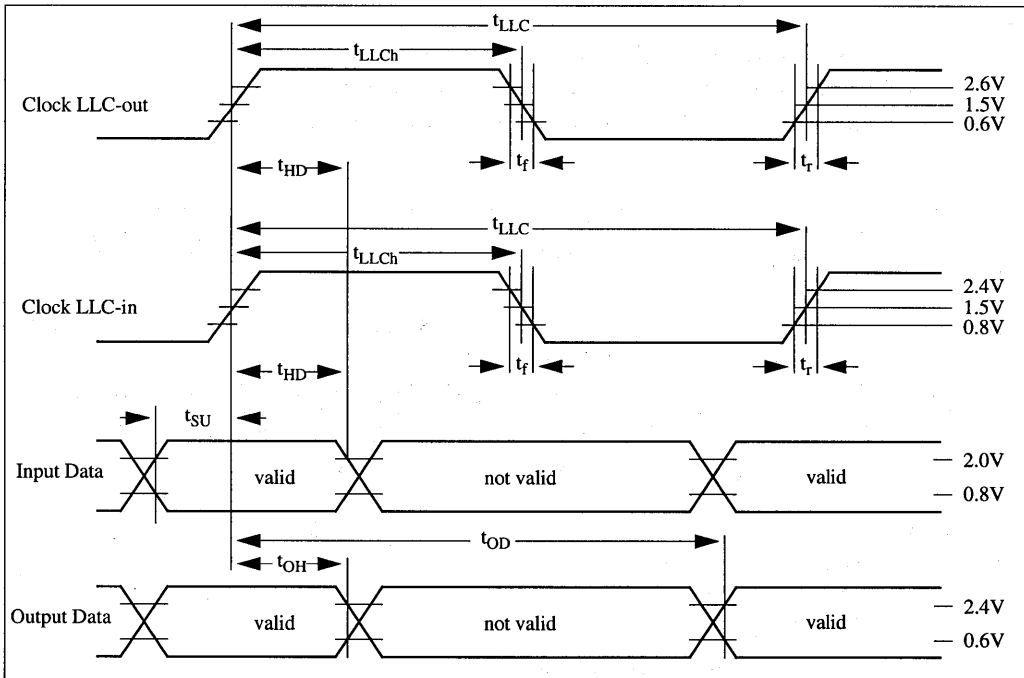 tLLC
tLLCh
Clock LLC-out
2.6V
1.5V
0.6V
tHD
tf
tr
tLLC
tLLCh
Clock LLC-in
2.4V
1.5V
0.8V
tHD
tf
tr
tSU
Input Data
valid
not valid
valid
2.0V
0.8V
tOD
tOH
Output Data
valid
not valid
valid
2.4V
0.6V